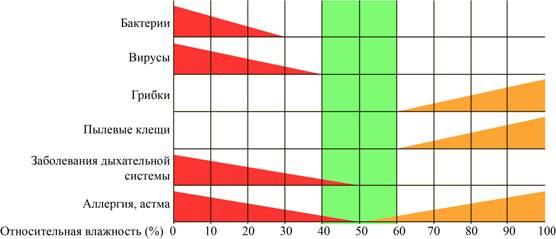 Бактерии
Вирусы
Грибки
Пылевые клещи
Заболевания дыхательной
системы
Аллергия, астма
Относительная влажность (%) 0 10 20 30 40 50 60 70 80 90 100